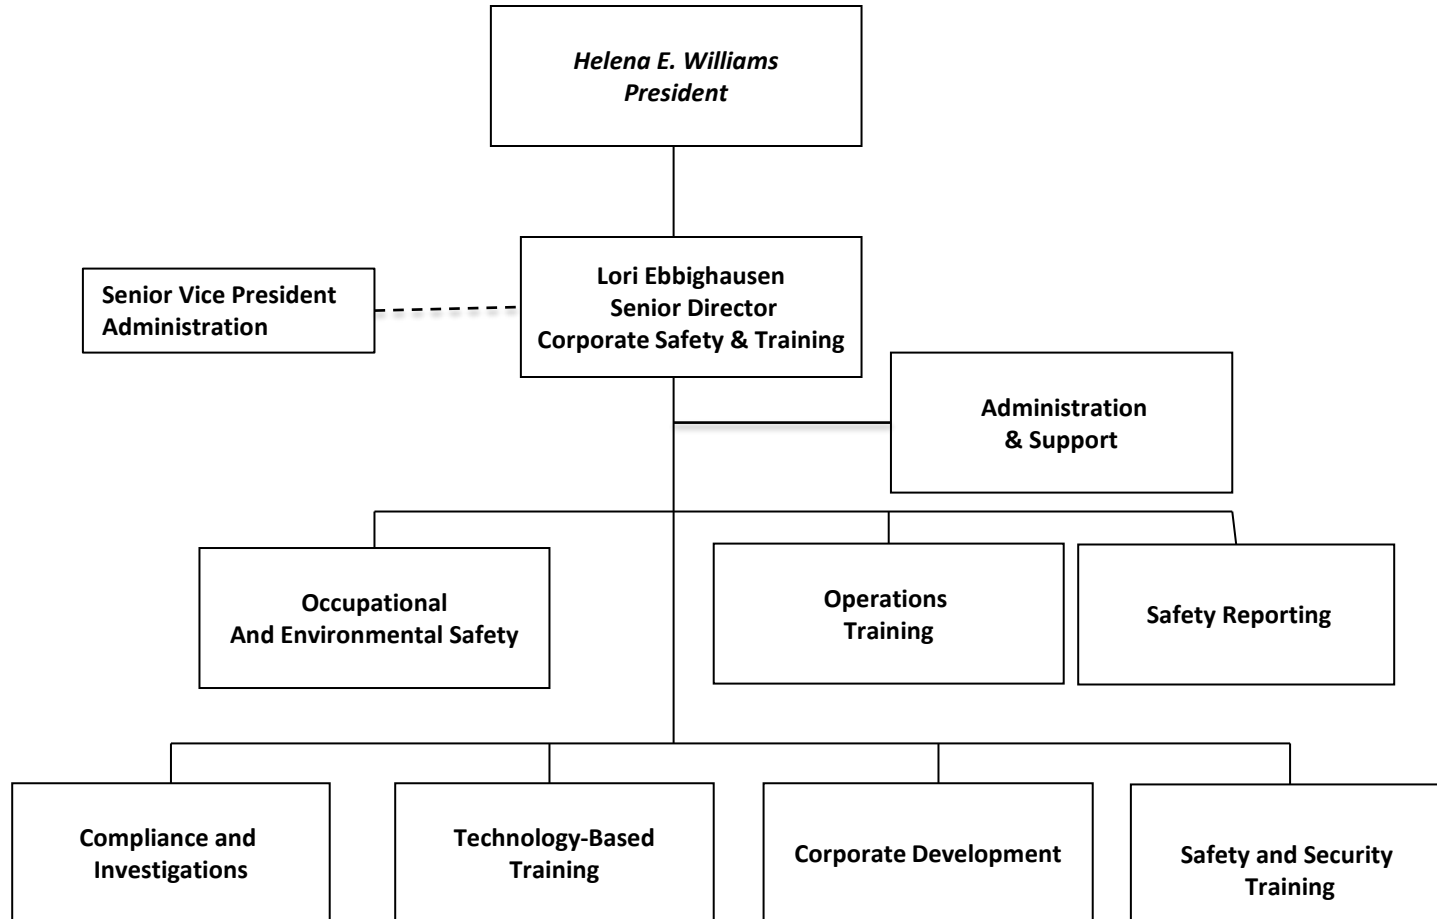 Helena E. Williams
President
Lori Ebbighausen
Senior Director
Corporate Safety & Training
Senior Vice President
Administration
Administration
& Support
Occupational
And Environmental Safety
Operations
Training
Safety Reporting
Compliance and
Investigations
Technology-Based
Training
Corporate Development
Safety and Security
Training